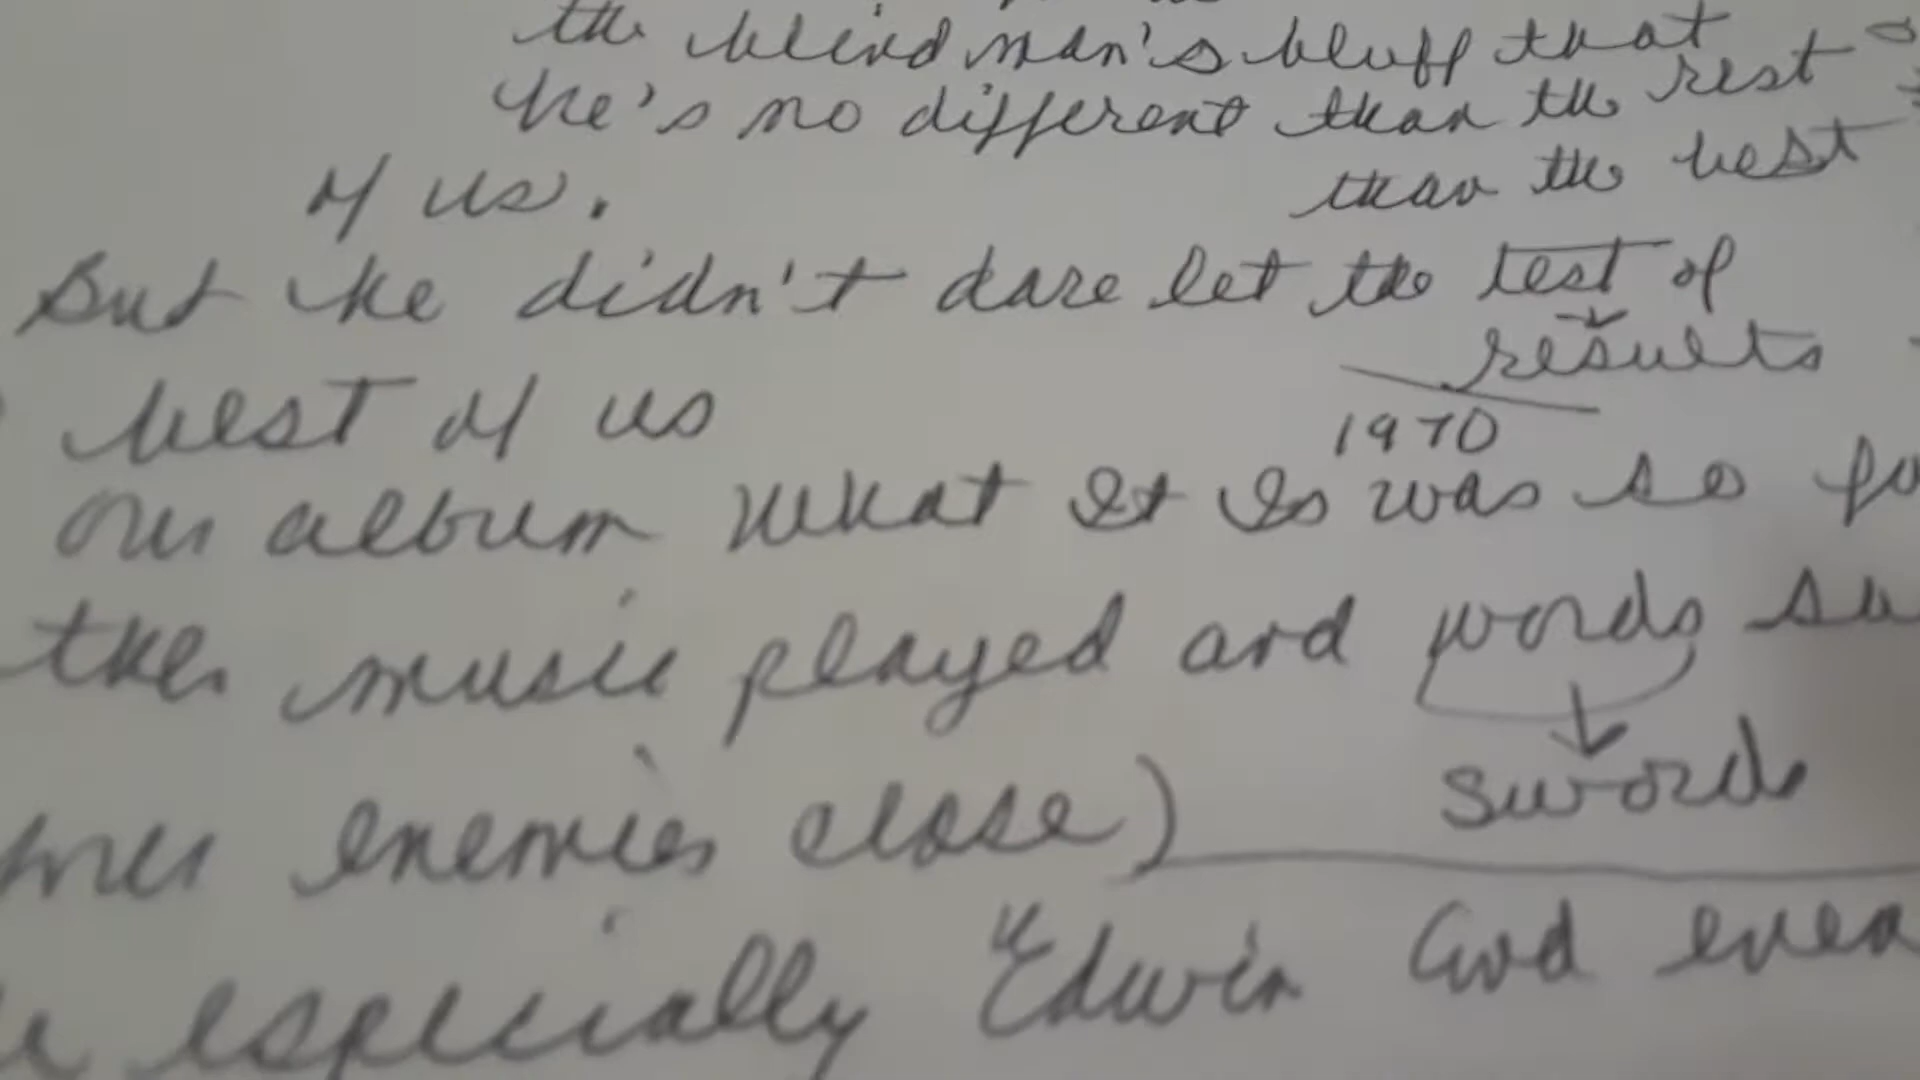 the blind man's bluff that
he's no different than the rest
of us. than the best
But he didn't dare let the test of
results
best of us
1970
our album What It Is was so
the music played and words
swords
enemies close)
especially "Edwin God even